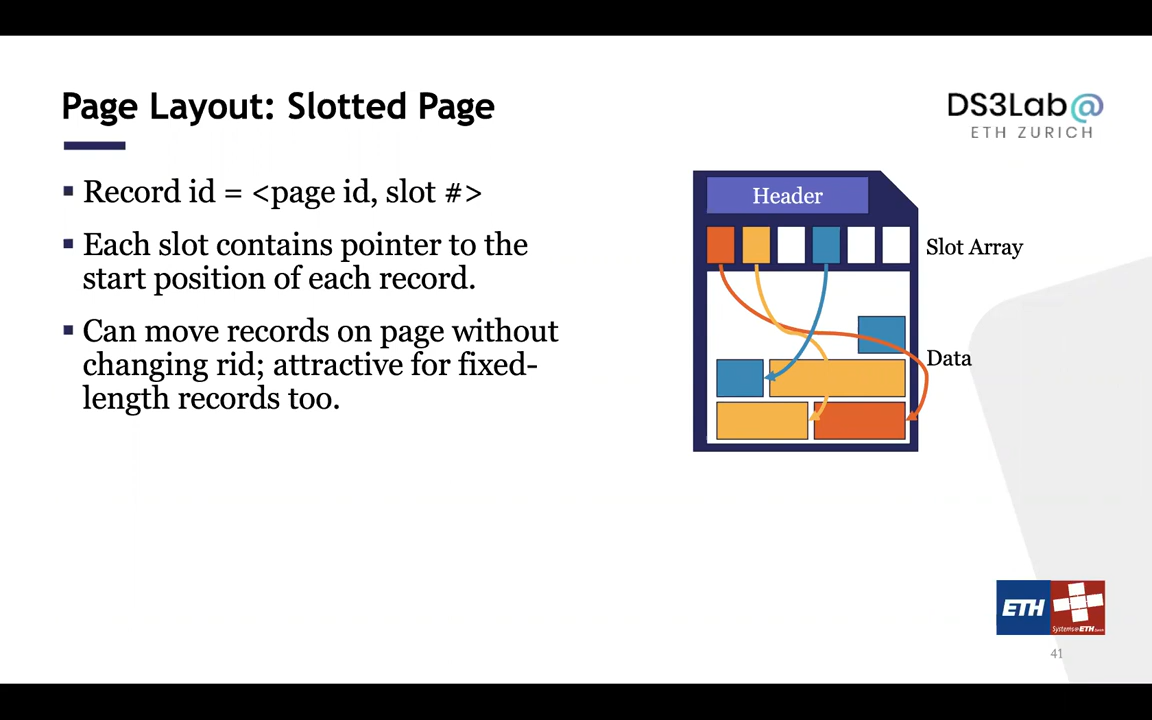 Page Layout: Slotted Page
DS3Lab@
ETH ZURICH
▪ Record id = <page id, slot #>
▪ Each slot contains pointer to the
start position of each record.
▪ Can move records on page without
changing rid; attractive for fixed-
length records too.
Header
Slot Array
Data
ETH
Systems@ETH
41